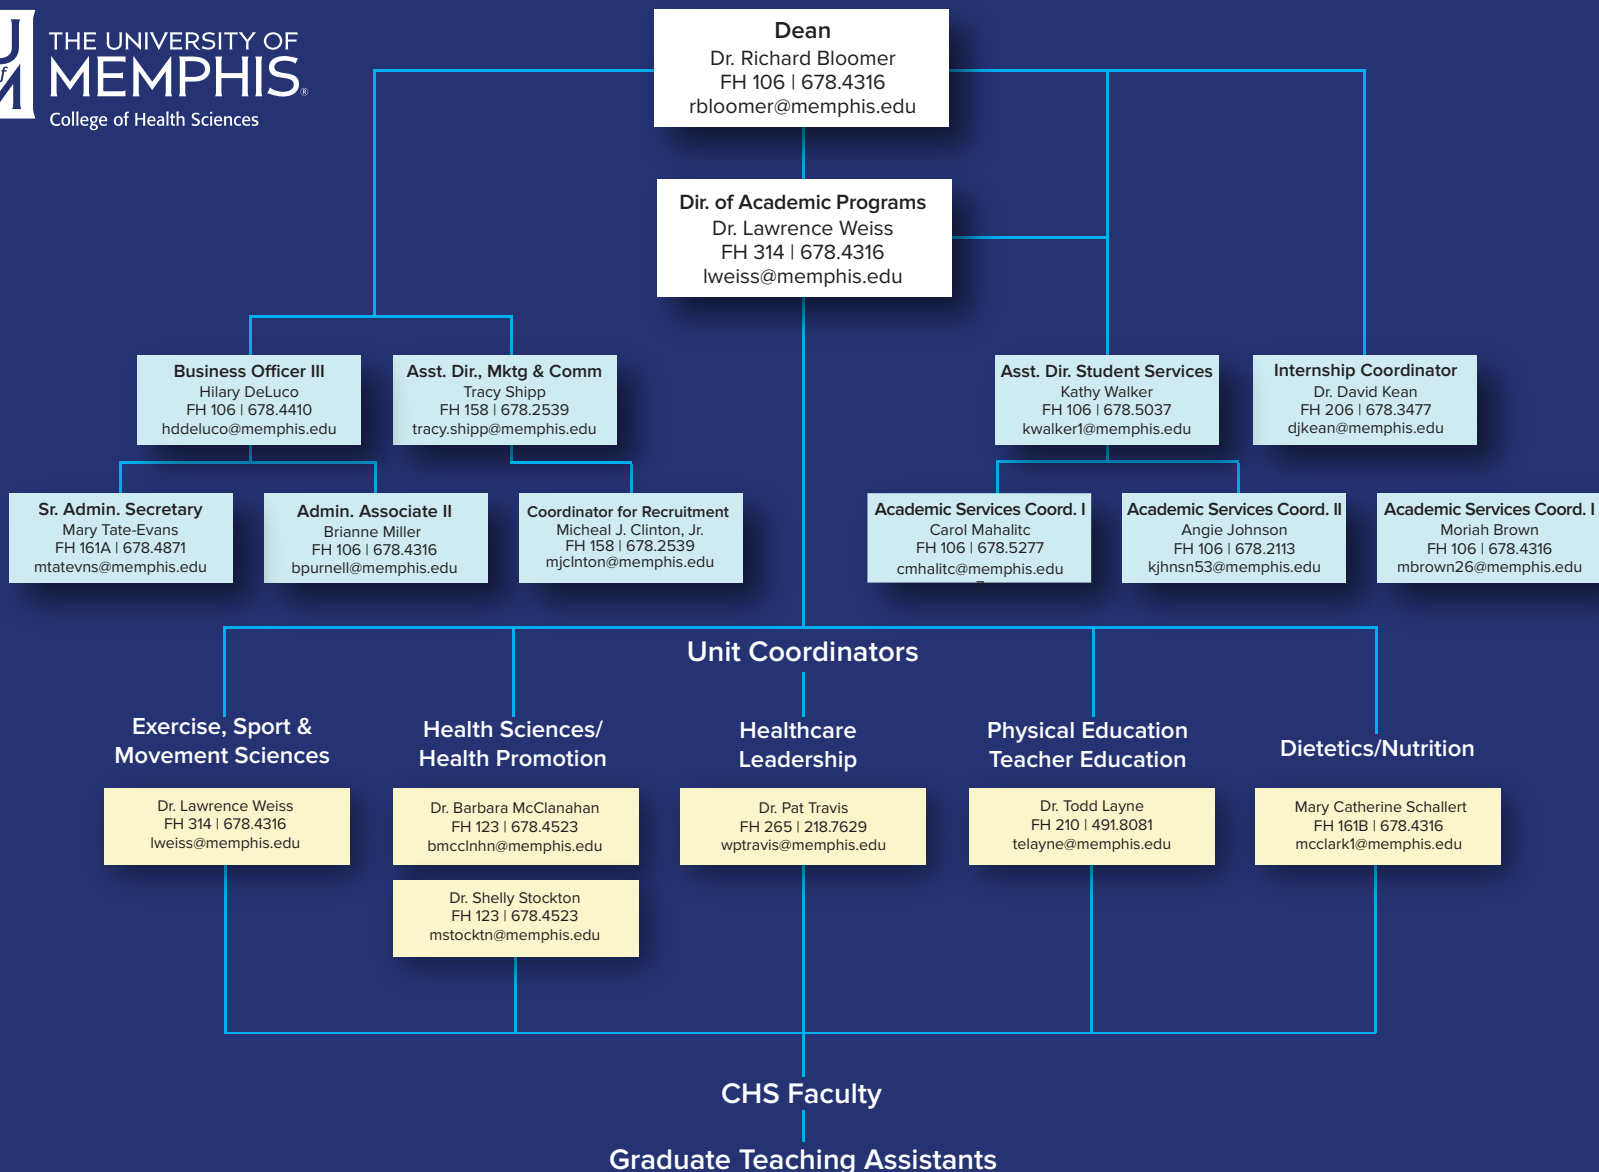 THE UNIVERSITY OF
MEMPHIS®
College of Health Sciences
Dean
Dr. Richard Bloomer
FH 106 | 678.4316
rbloomer@memphis.edu
Dir. of Academic Programs
Dr. Lawrence Weiss
FH 314 | 678.4316
lweiss@memphis.edu
Business Officer III
Hilary DeLuco
FH 106 | 678.4410
hddeluco@memphis.edu
Asst. Dir., Mktg & Comm
Tracy Shipp
FH 158 | 678.2539
tracy.shipp@memphis.edu
Asst. Dir. Student Services
Kathy Walker
FH 106 | 678.5037
kwalker1@memphis.edu
Internship Coordinator
Dr. David Kean
FH 206 | 678.3477
djkean@memphis.edu
Sr. Admin. Secretary
Mary Tate-Evans
FH 161A | 678.4871
mtatevns@memphis.edu
Admin. Associate II
Brianne Miller
FH 106 | 678.4316
bpurnell@memphis.edu
Coordinator for Recruitment
Micheal J. Clinton, Jr.
FH 158 | 678.2539
mjclnton@memphis.edu
Academic Services Coord. I
Carol Mahalitc
FH 106 | 678.5277
cmhalitc@memphis.edu
Academic Services Coord. II
Angie Johnson
FH 106 | 678.2113
kjhnsn53@memphis.edu
Academic Services Coord. I
Moriah Brown
FH 106 | 678.4316
mbrown26@memphis.edu
Unit Coordinators
Exercise, Sport &
Movement Sciences
Dr. Lawrence Weiss
FH 314 | 678.4316
lweiss@memphis.edu
Health Sciences/
Health Promotion
Dr. Barbara McClanahan
FH 123 | 678.4523
bmcclnhn@memphis.edu
Dr. Shelly Stockton
FH 123 | 678.4523
mstocktn@memphis.edu
Healthcare
Leadership
Dr. Pat Travis
FH 265 | 218.7629
wptravis@memphis.edu
Physical Education
Teacher Education
Dr. Todd Layne
FH 210 | 491.8081
telayne@memphis.edu
Dietetics/Nutrition
Mary Catherine Schallert
FH 161B | 678.4316
mcclark1@memphis.edu
CHS Faculty
Graduate Teaching Assistants